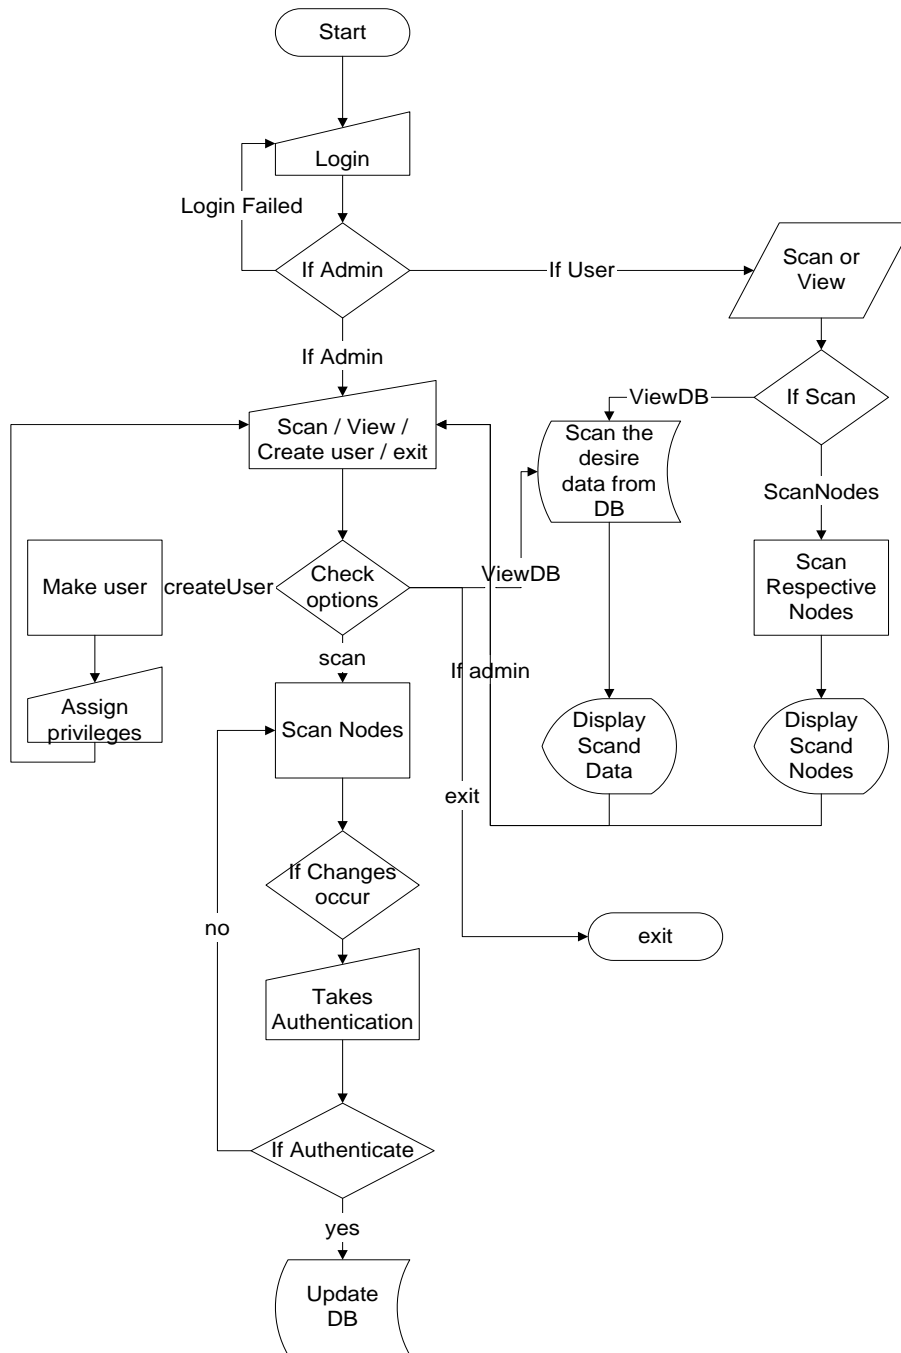 Start
Login
Login Failed
If Admin
If User
Scan or
View
If Admin
If Scan
ViewDB
Scan / View /
Create user / exit
Scan the
desire
data from
DB
ScanNodes
Make user
createUser
Check
options
ViewDB
Scan
Respective
Nodes
scan
If admin
Assign
privileges
Scan Nodes
Display
Scand
Data
Display
Scand
Nodes
exit
If Changes
occur
no
exit
Takes
Authentication
If Authenticate
yes
Update
DB